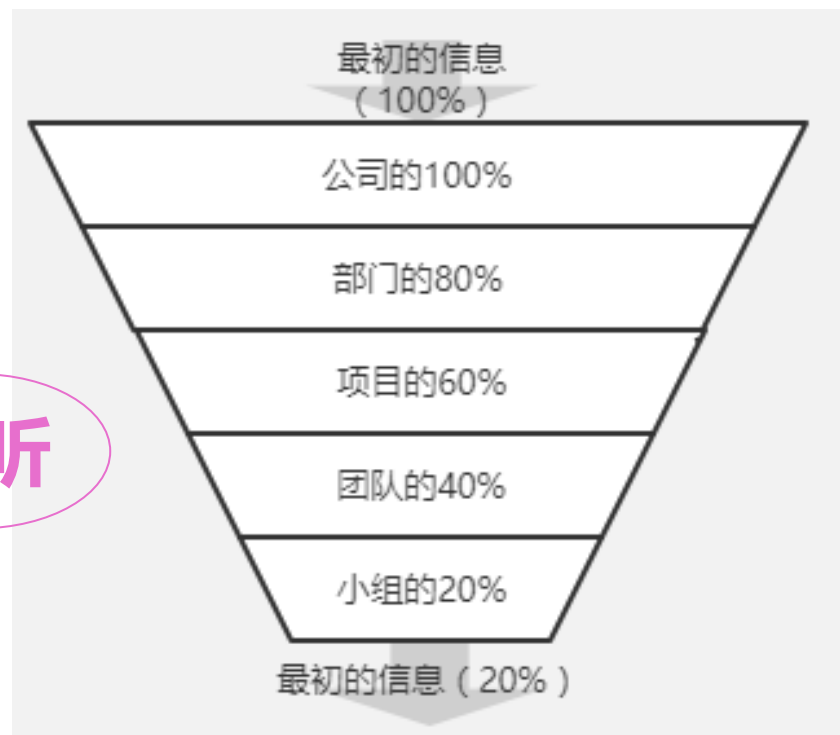 最初的信息
（100%）
公司的100%
部门的80%
项目的60%
听
团队的40%
小组的20%
最初的信息（20%）